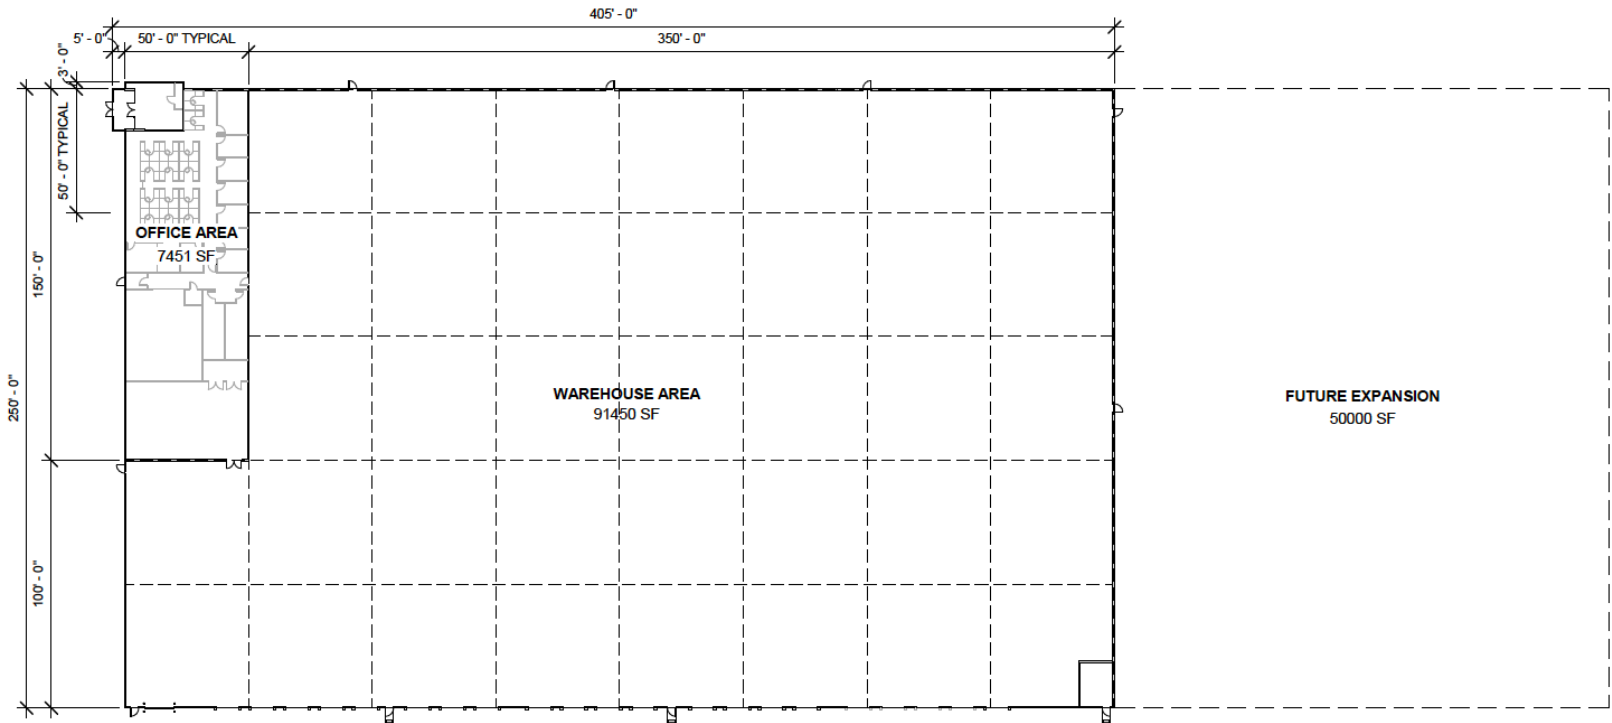 405' - 0"
5' - 0"
50' - 0" TYPICAL
350' - 0"
3' - 0"
50' - 0" TYPICAL
150' - 0"
250' - 0"
100' - 0"
OFFICE AREA
7451 SF
WAREHOUSE AREA
91450 SF
FUTURE EXPANSION
50000 SF